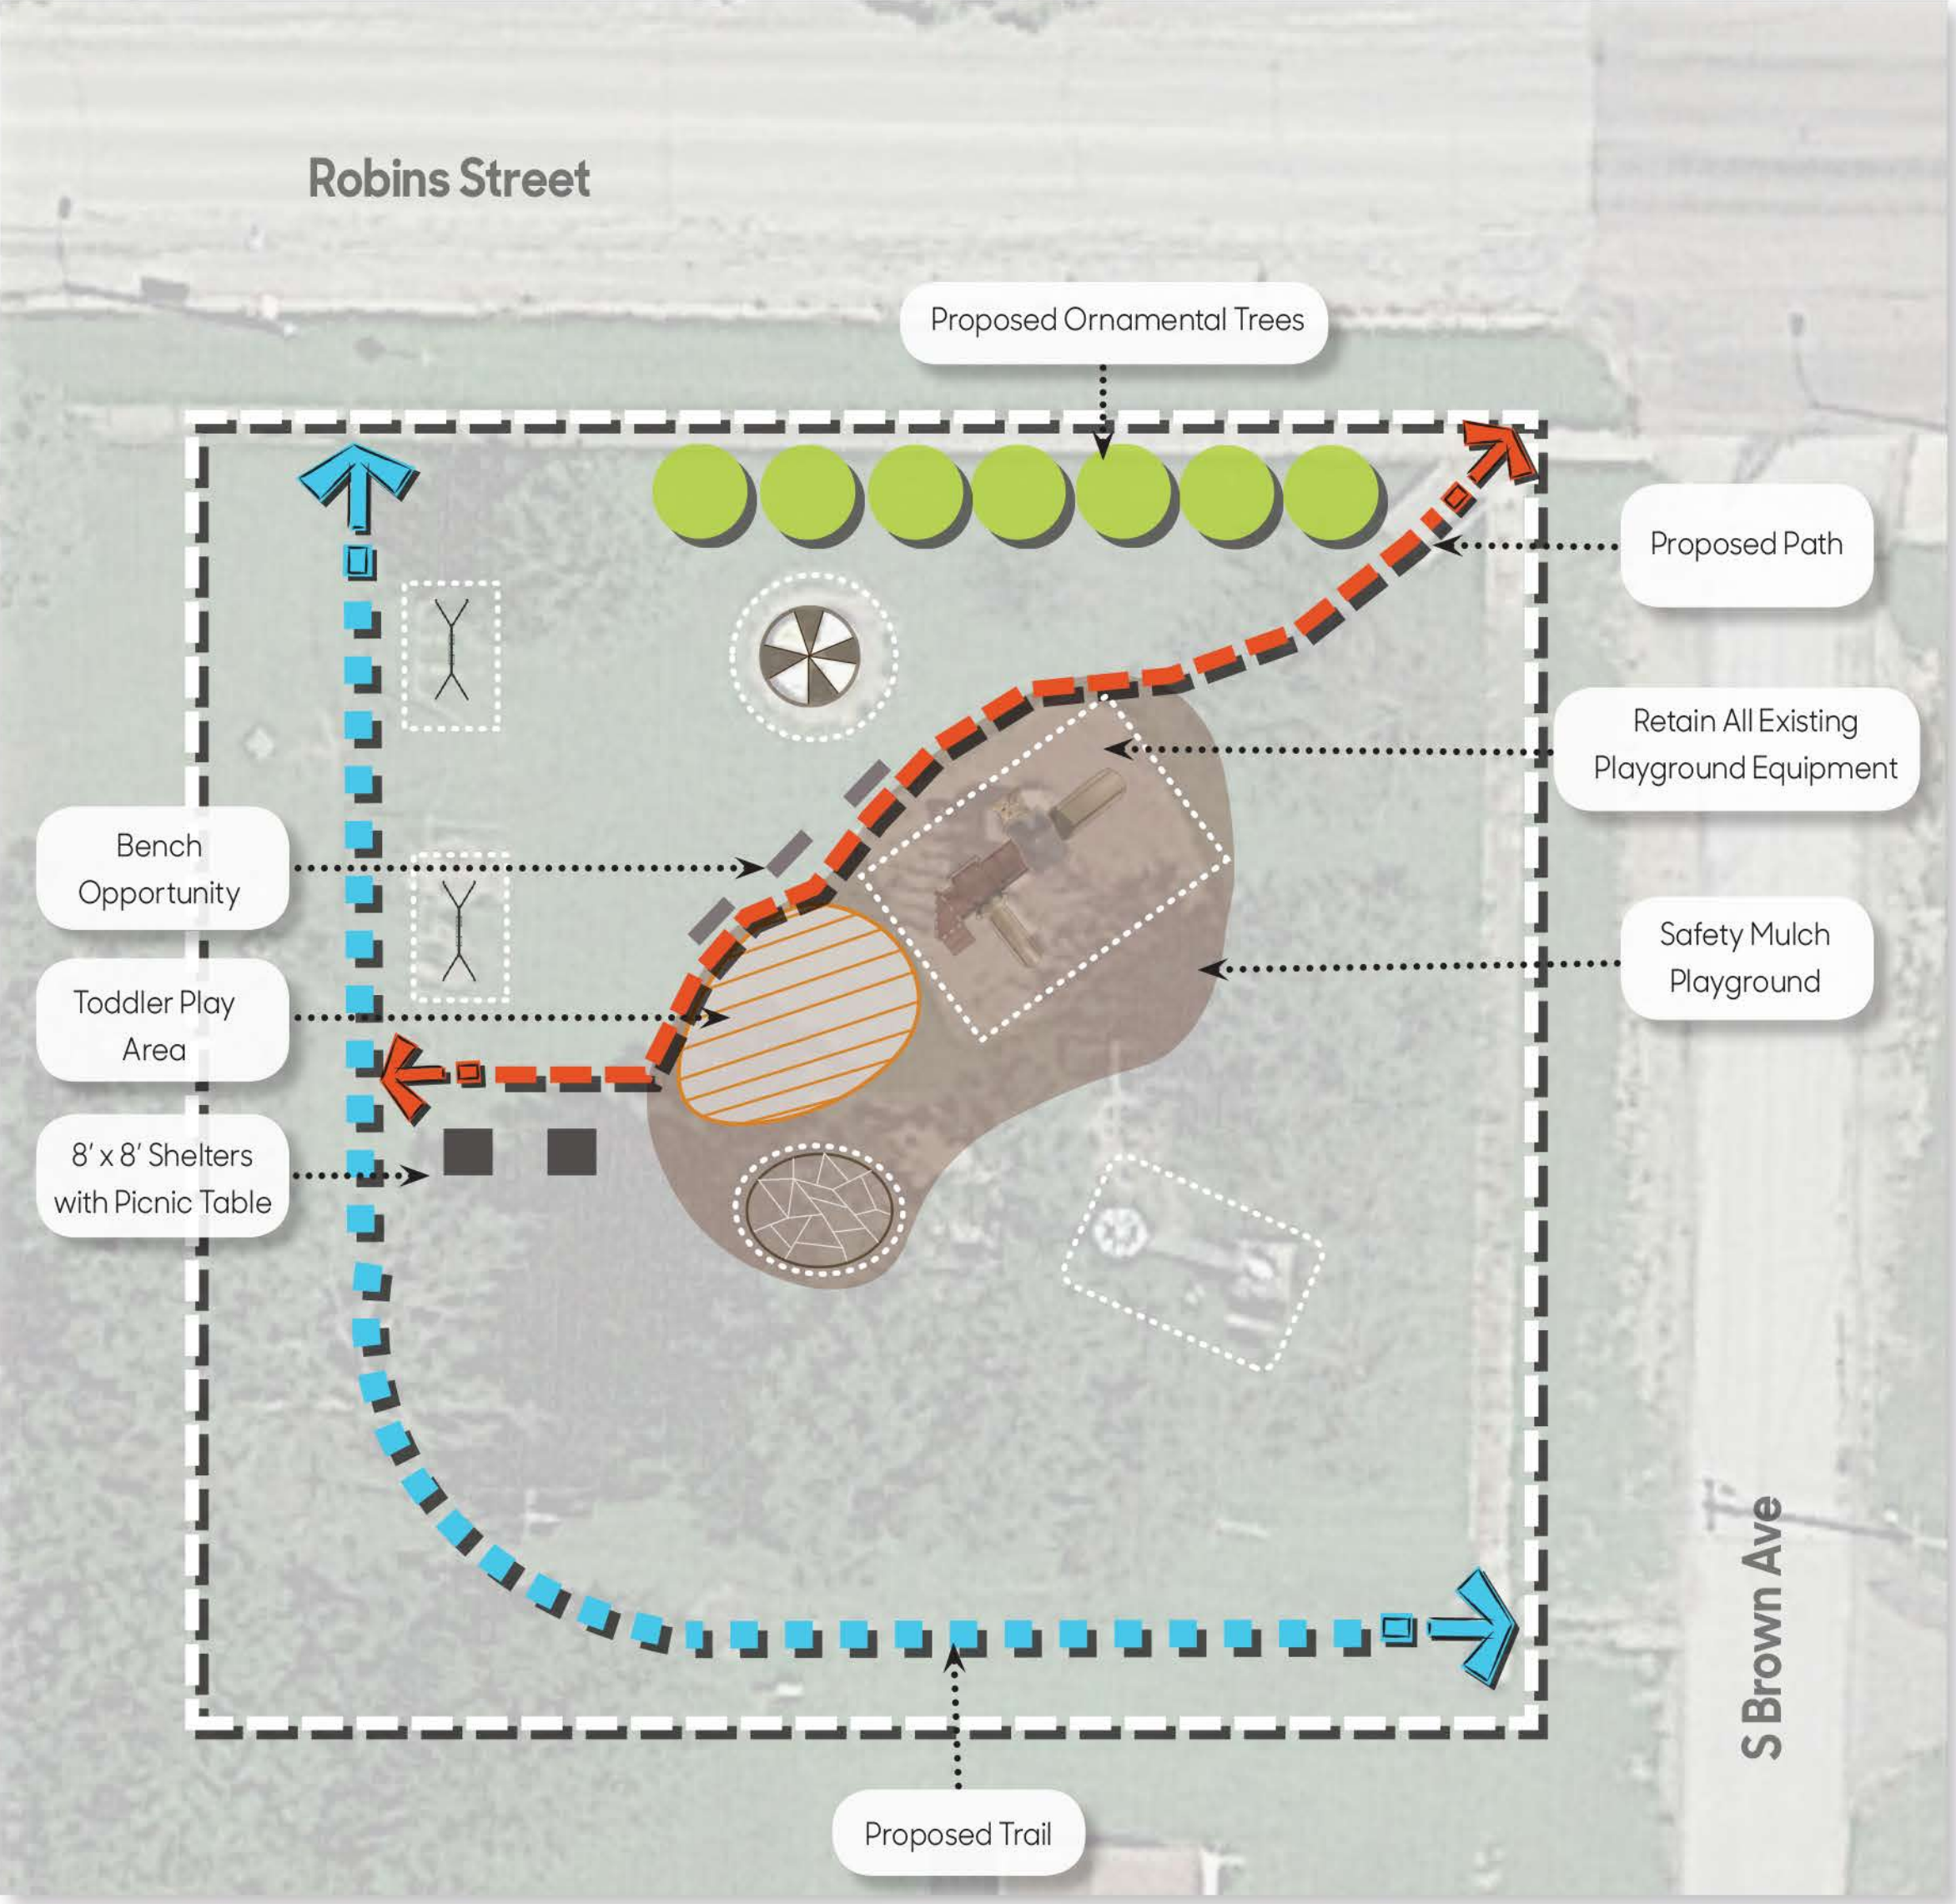 Robins Street
Proposed Ornamental Trees
Proposed Path
Retain All Existing
Playground Equipment
Bench
Opportunity
Safety Mulch
Playground
Toddler Play
Area
8' x 8' Shelters
with Picnic Table
S Brown Ave
Proposed Trail